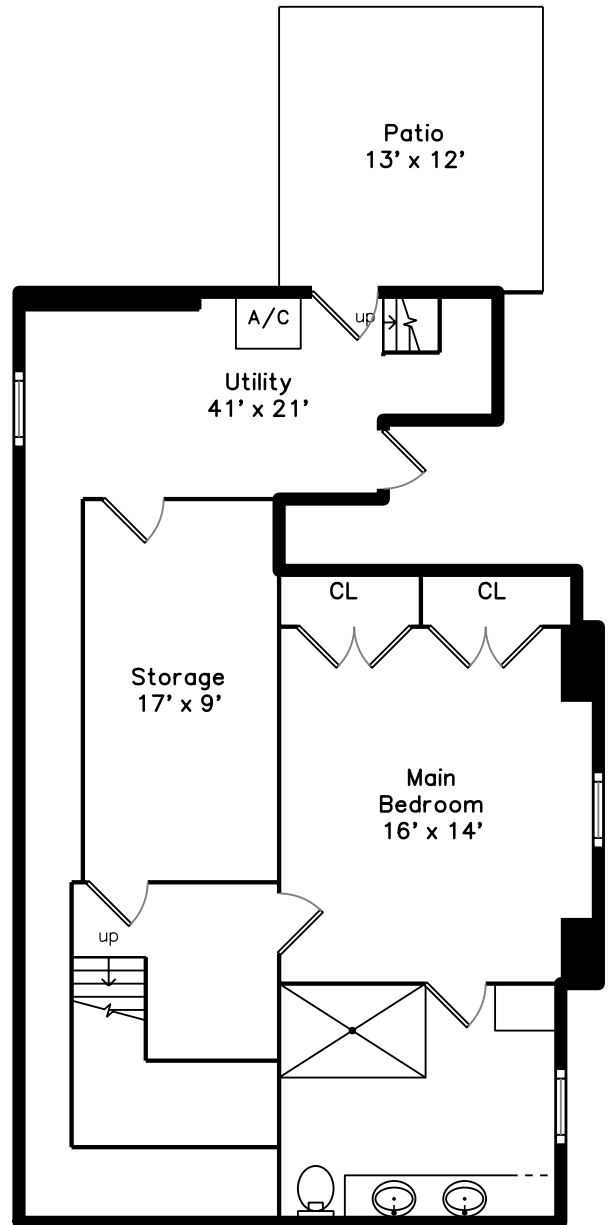 Patio
13' x 12'
A/C
up
Utility
41' x 21'
CL
CL
Storage
17' x 9'
Main
Bedroom
16' x 14'
up